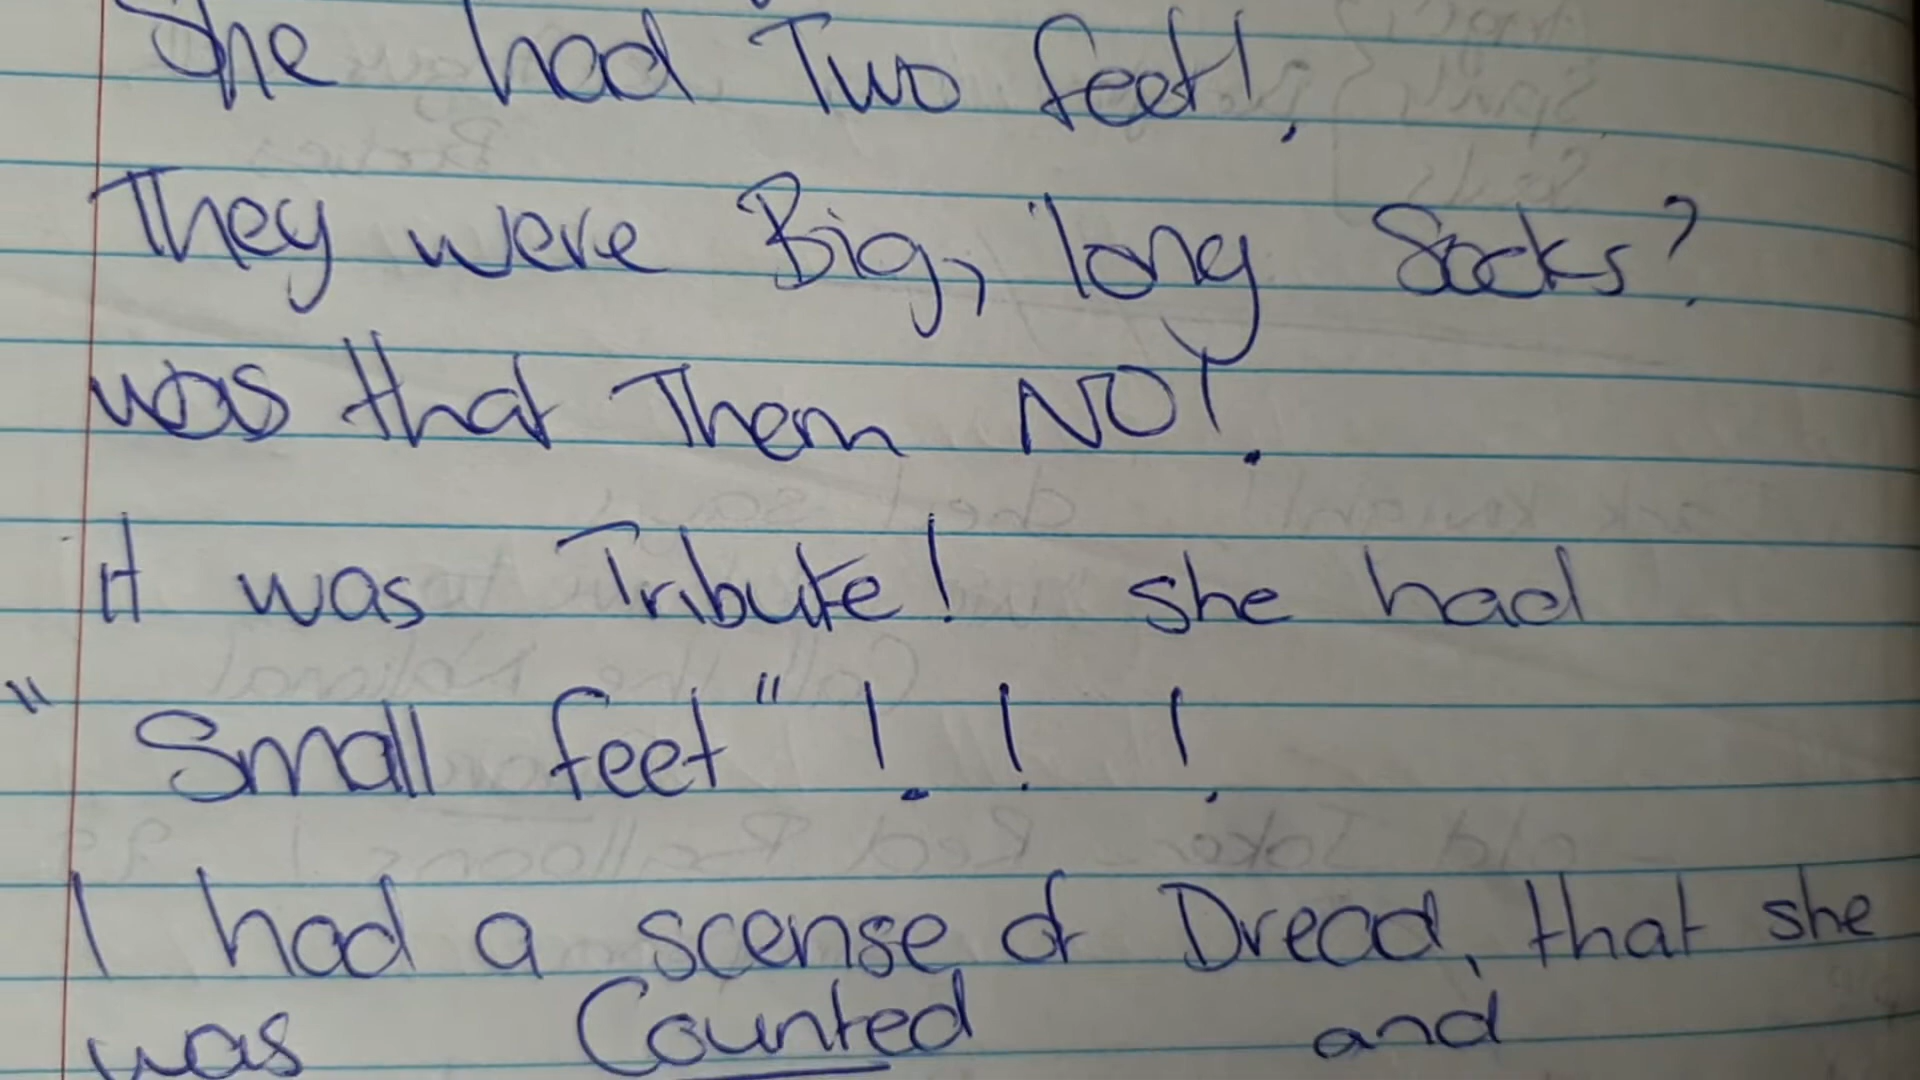 She had Two feet!
They were Big, long Socks?
was that Them NO!
it was Tribute! she had
"Small feet"! ! !
I had a scense of Dread, that she
was Counted and